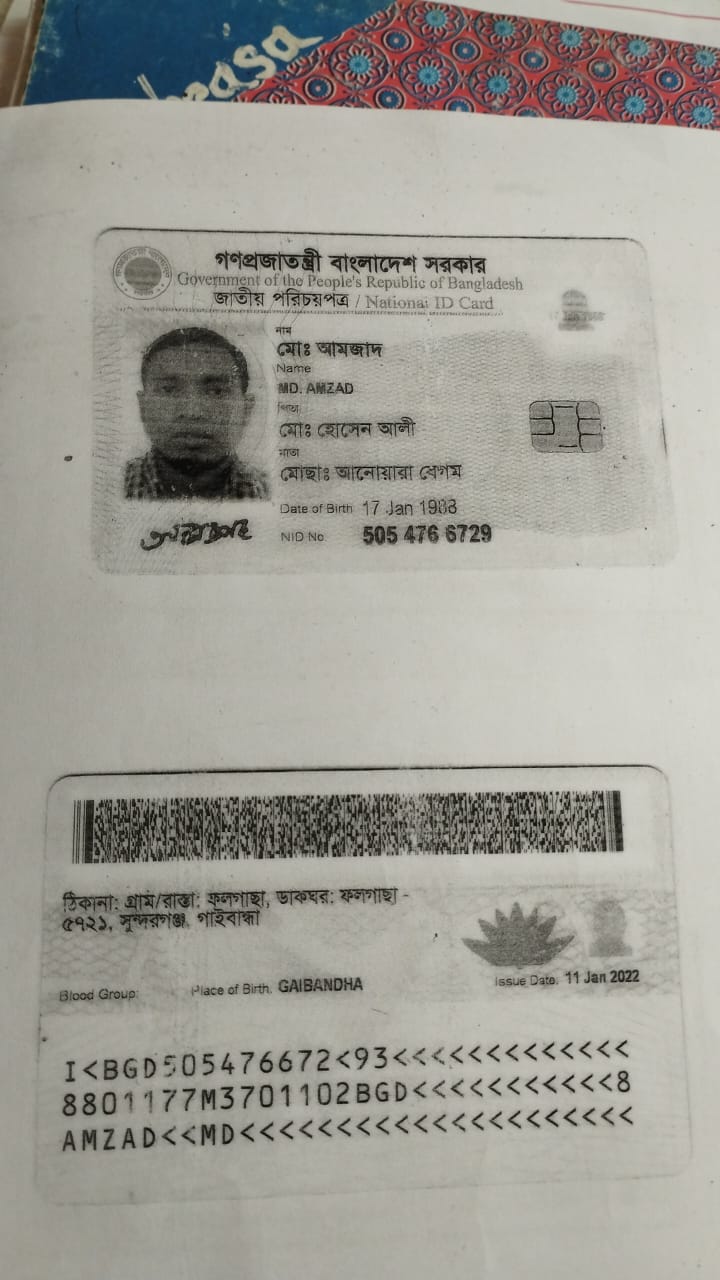 basa
গণপ্রজাতন্ত্রী বাংলাদেশ সরকার
Government of the People's Republic of Bangladesh
জাতীয় পরিচয়পত্র / National ID Card
নাম
মোঃ আমজাদ
Name
MD. AMZAD
পিতা
মোঃ হোসেন আলী
মাতা
মোছাঃ আনোয়ারা বেগম
Date of Birth 17 Jan 1988
NID No. 505 476 6729
ঠিকানা: গ্রাম/রাস্তা: ফলগাছা, ডাকঘর: ফলগাছা -
৫৭২১, সুন্দরগঞ্জ, গাইবান্ধা
Blood Group: Place of Birth: GAIBANDHA Issue Date: 11 Jan 2022
I<BGD505476672<93<<<<<<<<<<<<<
8801177M3701102BGD<<<<<<<<<<<8
AMZAD<<MD<<<<<<<<<<<<<<<<<<<<<